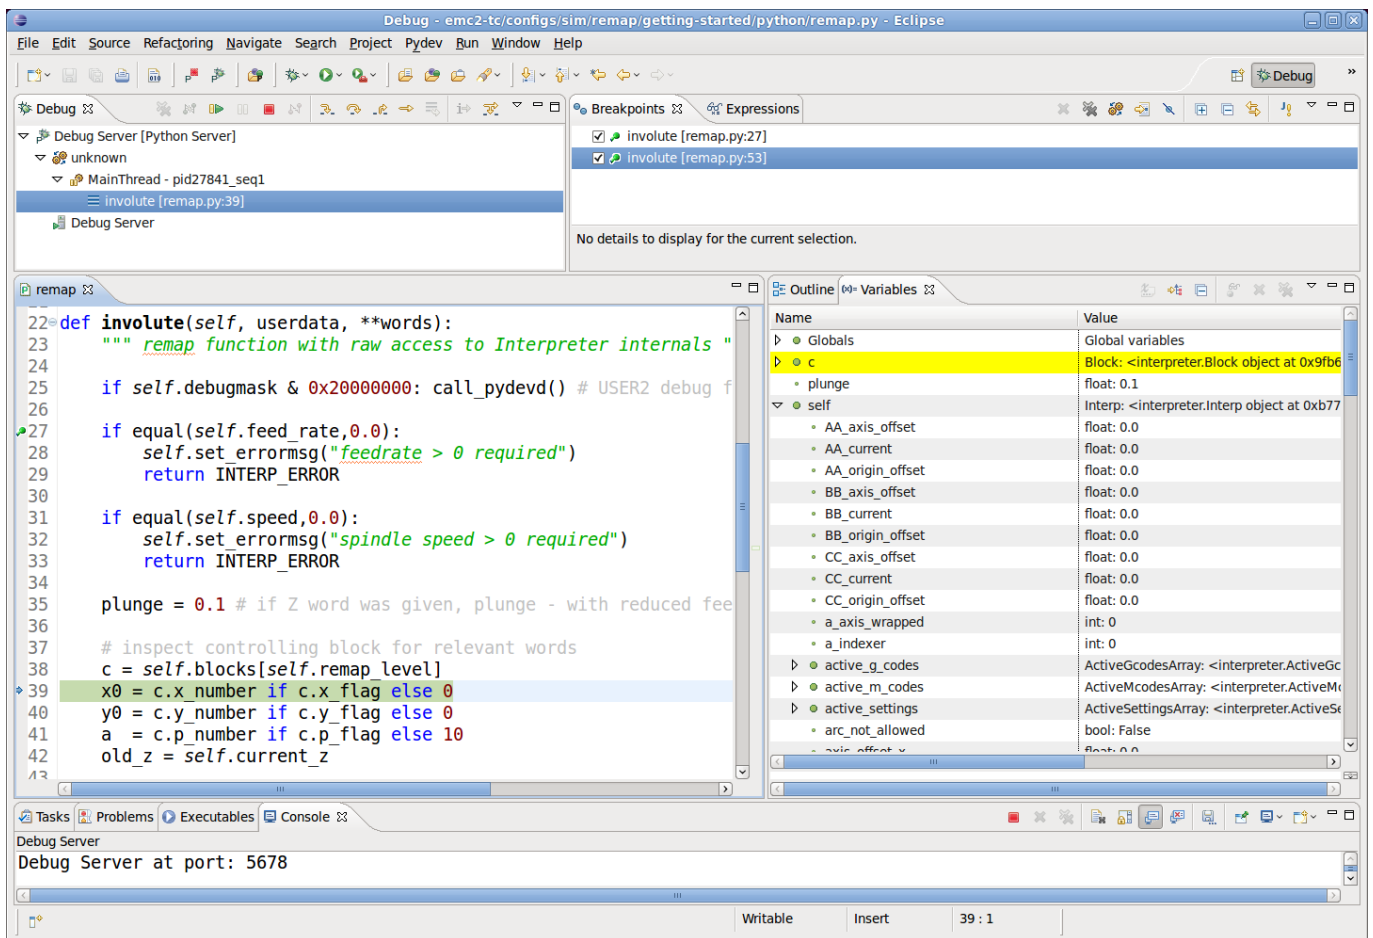 Debug - emc2-tc/configs/sim/remap/getting-started/python/remap.py - Eclipse
File Edit Source Refactoring Navigate Search Project Pydev Run Window Help
Debug »
Debug
Debug Server [Python Server]
unknown
MainThread - pid27841_seq1
involute [remap.py:39]
Debug Server
Breakpoints Expressions
involute [remap.py:27]
involute [remap.py:53]
No details to display for the current selection.
remap
22 def involute(self, userdata, **words):
23 """ remap function with raw access to Interpreter internals "
24
25 if self.debugmask & 0x20000000: call_pydevd() # USER2 debug f
26
27 if equal(self.feed_rate,0.0):
28 self.set_errormsg("feedrate > 0 required")
29 return INTERP_ERROR
30
31 if equal(self.speed,0.0):
32 self.set_errormsg("spindle speed > 0 required")
33 return INTERP_ERROR
34
35 plunge = 0.1 # if Z word was given, plunge - with reduced fee
36
37 # inspect controlling block for relevant words
38 c = self.blocks[self.remap_level]
39 x0 = c.x_number if c.x_flag else 0
40 y0 = c.y_number if c.y_flag else 0
41 a  = c.p_number if c.p_flag else 10
42 old_z = self.current_z
43
Outline Variables
Name Value
Globals Global variables
c Block: <interpreter.Block object at 0x9fb6
plunge float: 0.1
self Interp: <interpreter.Interp object at 0xb77
AA_axis_offset float: 0.0
AA_current float: 0.0
AA_origin_offset float: 0.0
BB_axis_offset float: 0.0
BB_current float: 0.0
BB_origin_offset float: 0.0
CC_axis_offset float: 0.0
CC_current float: 0.0
CC_origin_offset float: 0.0
a_axis_wrapped int: 0
a_indexer int: 0
active_g_codes ActiveGcodesArray: <interpreter.ActiveGc
active_m_codes ActiveMcodesArray: <interpreter.ActiveMc
active_settings ActiveSettingsArray: <interpreter.ActiveSe
arc_not_allowed bool: False
axis_offset_x float: 0.0
Tasks Problems Executables Console
Debug Server
Debug Server at port: 5678
Writable Insert 39 : 1